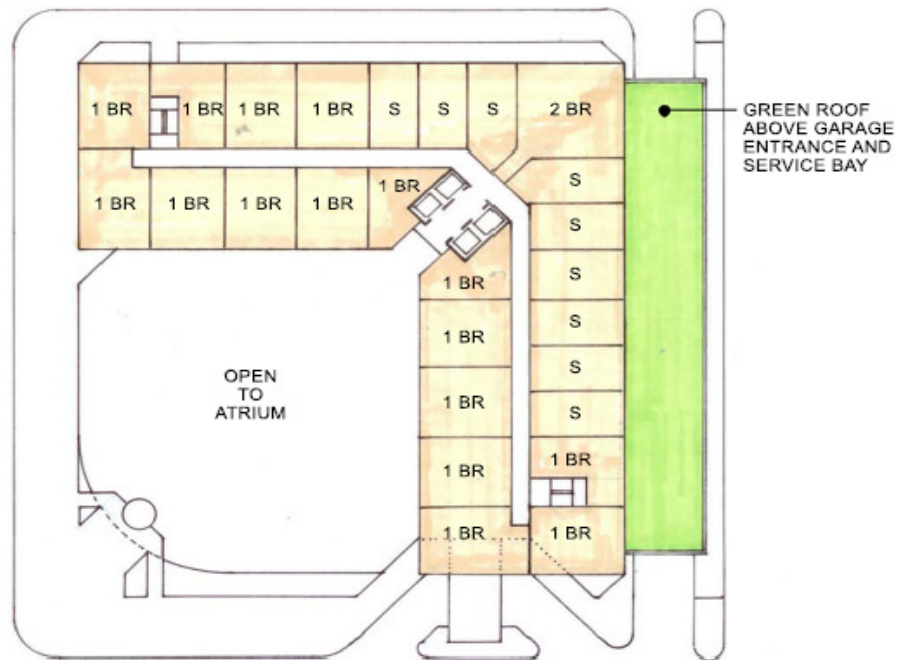 1 BR
1 BR
1 BR
1 BR
S
S
S
2 BR
GREEN ROOF
ABOVE GARAGE
ENTRANCE AND
SERVICE BAY
1 BR
1 BR
1 BR
1 BR
1 BR
S
S
S
S
S
S
1 BR
1 BR
1 BR
1 BR
1 BR
OPEN
TO
ATRIUM
1 BR
1 BR